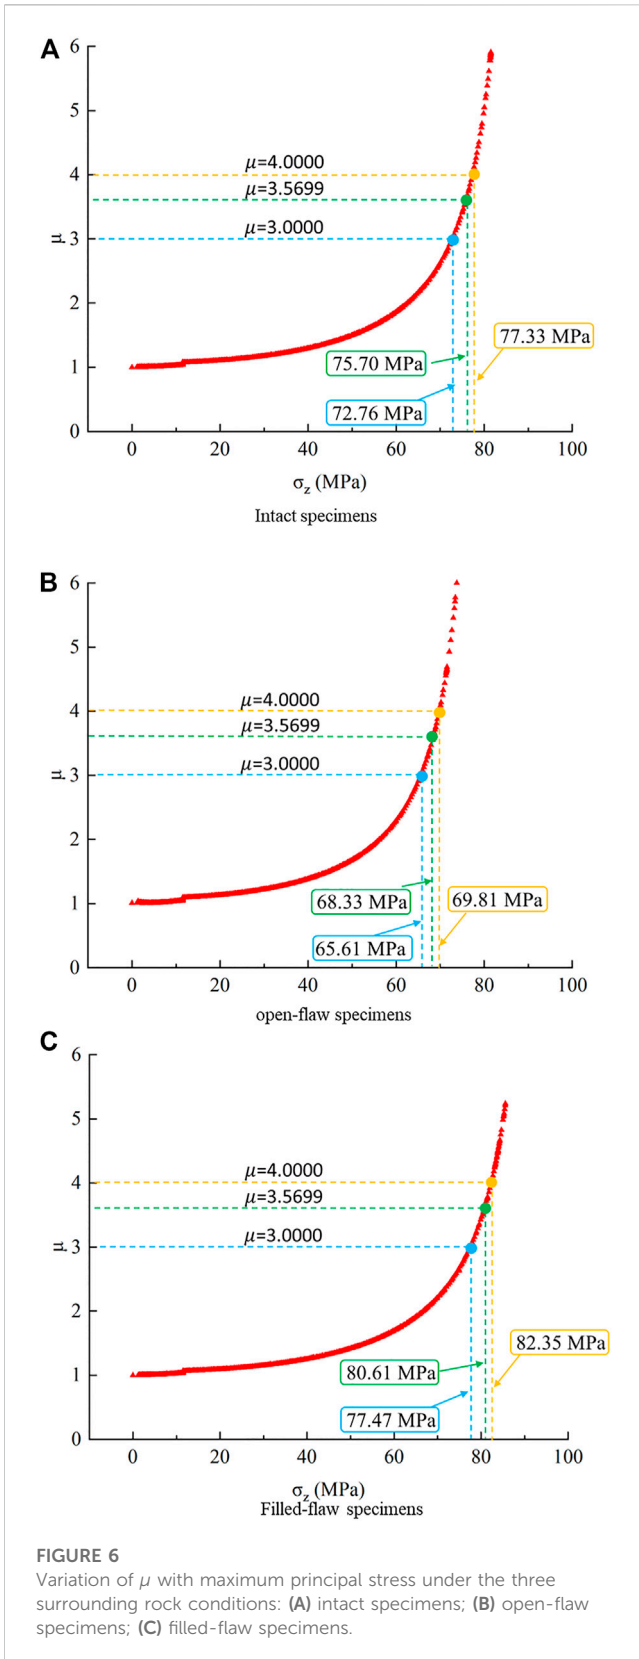 A
6
5
μ=4.0000
4
μ=3.5699
μ=3.0000
3
μ
2
77.33 MPa
75.70 MPa
1
72.76 MPa
0
0 20 40 60 80 100
σz (MPa)
Intact specimens
B
6
5
μ=4.0000
4
μ=3.5699
μ=3.0000
3
μ
2
68.33 MPa 69.81 MPa
1
65.61 MPa
0
0 20 40 60 80 100
open-flaw specimens
C
6
5
μ=4.0000
4
μ=3.5699
μ=3.0000
3
μ
2
82.35 MPa
80.61 MPa
1
77.47 MPa
0
0 20 40 60 80 100
σz (MPa)
Filled-flaw specimens
FIGURE 6
Variation of μ with maximum principal stress under the three
surrounding rock conditions: (A) intact specimens; (B) open-flaw
specimens; (C) filled-flaw specimens.